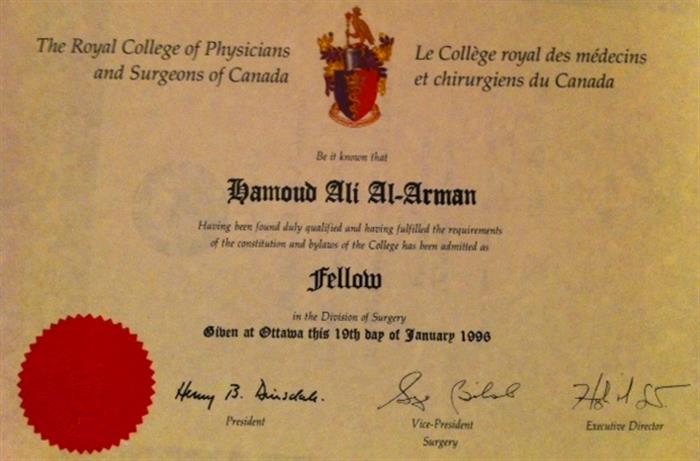 The Royal College of Physicians
and Surgeons of Canada
Le Collège royal des médecins
et chirurgiens du Canada
Be it known that
Hamoud Ali Al-Arman
Having been found duly qualified and having fulfilled the requirements
of the constitution and bylaws of the College has been admitted as
Fellow
in the Division of Surgery
Given at Ottawa this 19th day of January 1996
Henry B. Dinsdale.
President
Vice-President
Surgery
Executive Director